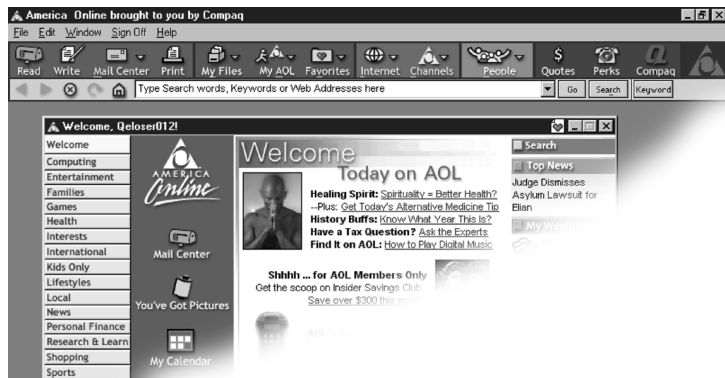 America Online brought to you by Compaq
File Edit Window Sign Off Help
Read Write Mail Center Print My Files My AOL Favorites Internet Channels People Quotes Perks Compaq
Type Search words, Keywords or Web Addresses here Go Search Keyword
Welcome, Qeloser012!
Welcome
Computing
Entertainment
Families
Games
Health
Interests
International
Kids Only
Lifestyles
Local
News
Personal Finance
Research & Learn
Shopping
Sports
AMERICA
Online
Mail Center
You've Got Pictures
My Calendar
Welcome
Today on AOL
Healing Spirit: Spirituality = Better Health?
--Plus: Get Today's Alternative Medicine Tip
History Buffs: Know What Year This Is?
Have a Tax Question? Ask the Experts
Find It on AOL: How to Play Digital Music
Shhhh ... for AOL Members Only
Get the scoop on Insider Savings Club
Save over $300 this month
Search
Top News
Judge Dismisses
Asylum Lawsuit for
Elian
My